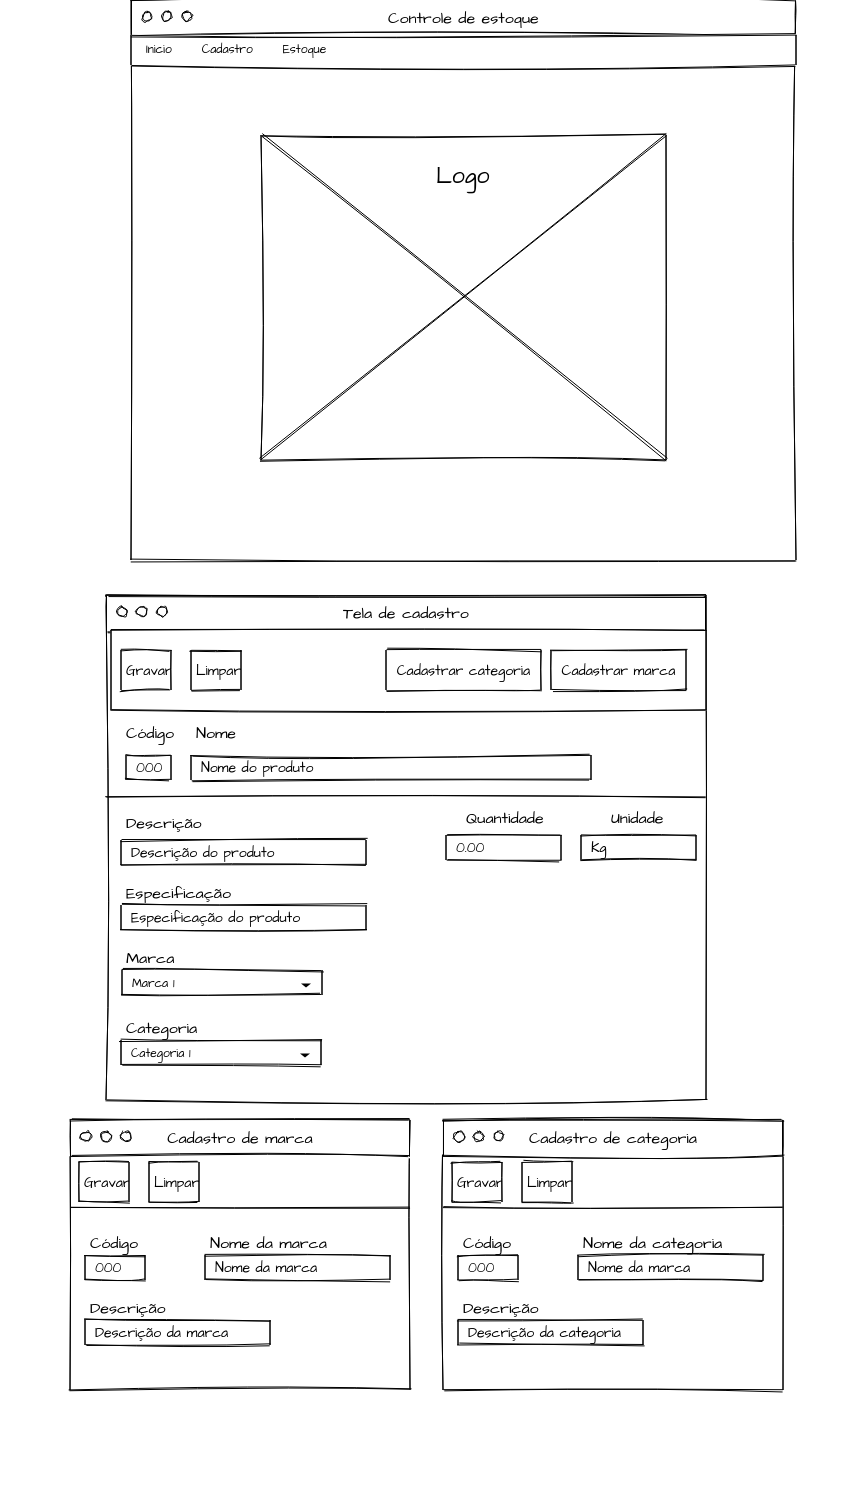 Controle de estoque
Inicio Cadastro Estoque
Logo
Tela de cadastro
Gravar Limpar Cadastrar categoria Cadastrar marca
Código Nome
000 Nome do produto
Descrição Quantidade Unidade
Descrição do produto 0.00 Kg
Especificação
Especificação do produto
Marca
Marca 1
Categoria
Categoria 1
Cadastro de marca
Gravar Limpar
Código Nome da marca
000 Nome da marca
Descrição
Descrição da marca
Cadastro de categoria
Gravar Limpar
Código Nome da categoria
000 Nome da marca
Descrição
Descrição da categoria